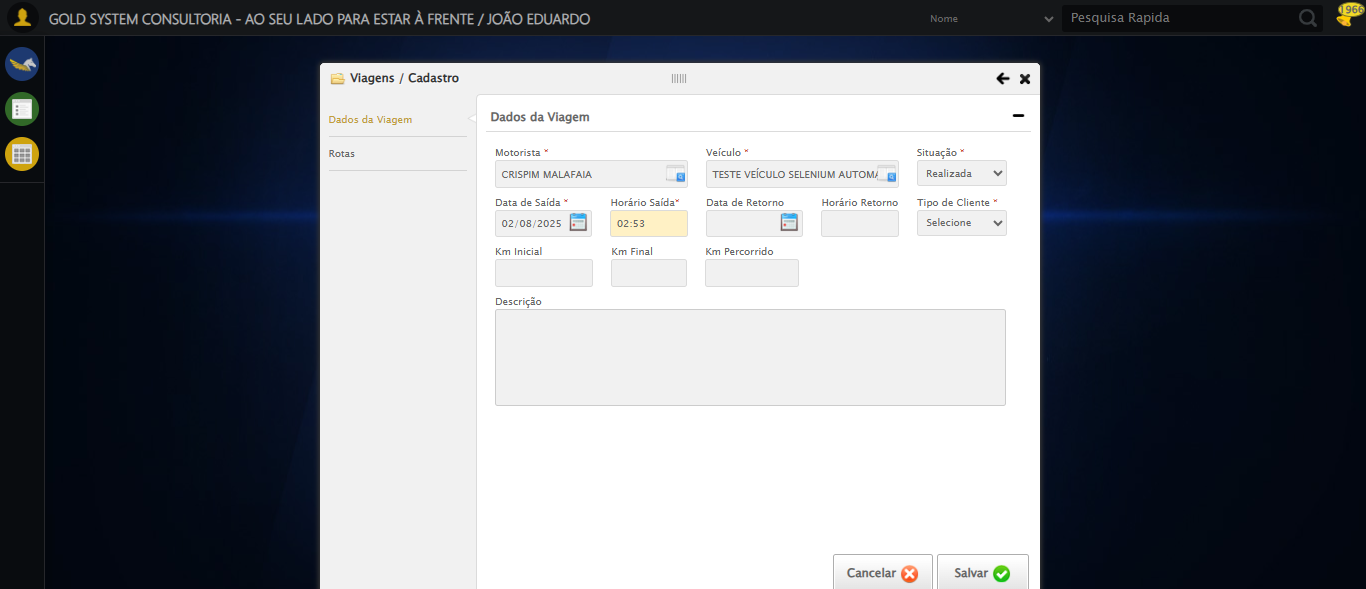 GOLD SYSTEM CONSULTORIA - AO SEU LADO PARA ESTAR À FRENTE / JOÃO EDUARDO
Nome
Pesquisa Rapida
1966
Viagens / Cadastro
Dados da Viagem
Rotas
Dados da Viagem
Motorista * Veículo * Situação *
CRISPIM MALAFAIA TESTE VEÍCULO SELENIUM AUTOMA Realizada
Data de Saída * Horário Saída* Data de Retorno Horário Retorno Tipo de Cliente *
02/08/2025 02:53 Selecione
Km Inicial Km Final Km Percorrido
Descrição
Cancelar Salvar